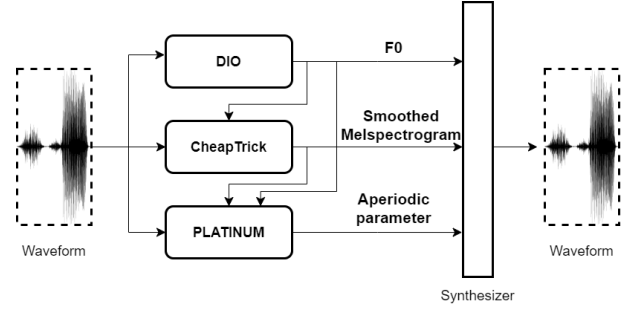 DIO
F0
CheapTrick
Smoothed
Melspectrogram
PLATINUM
Aperiodic
parameter
Waveform
Waveform
Synthesizer